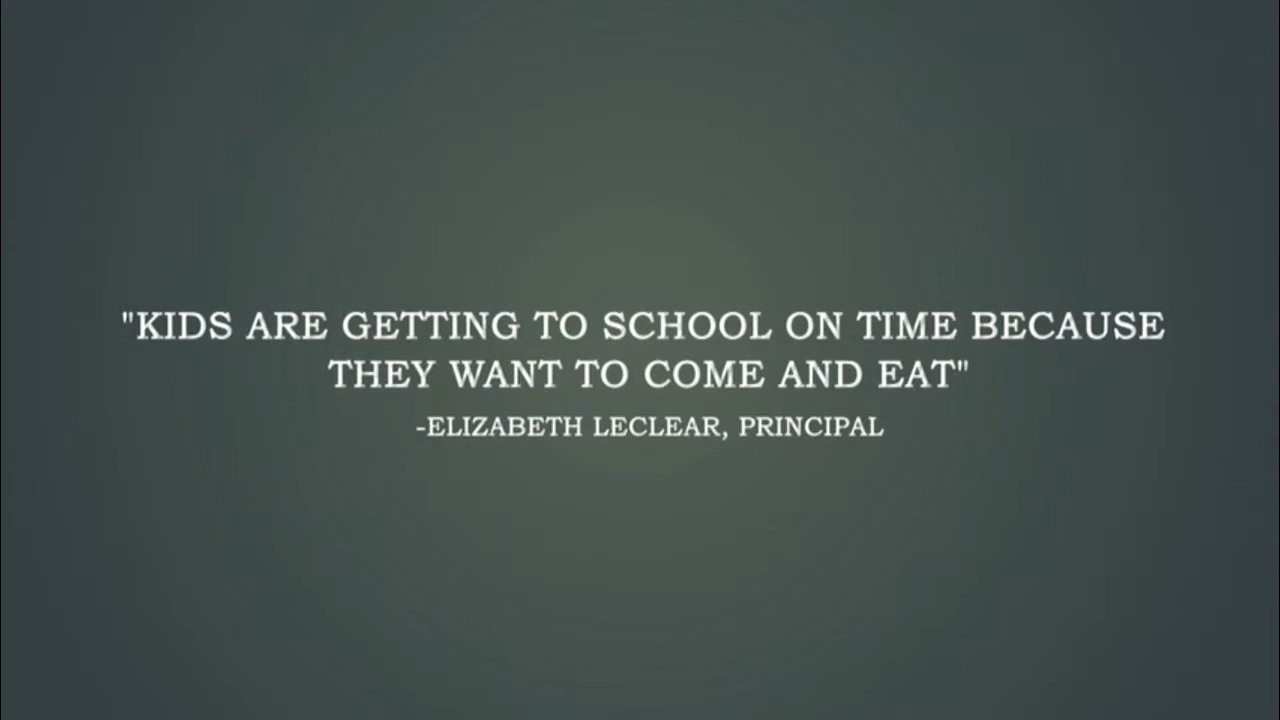 "KIDS ARE GETTING TO SCHOOL ON TIME BECAUSE
THEY WANT TO COME AND EAT"
-ELIZABETH LECLEAR, PRINCIPAL